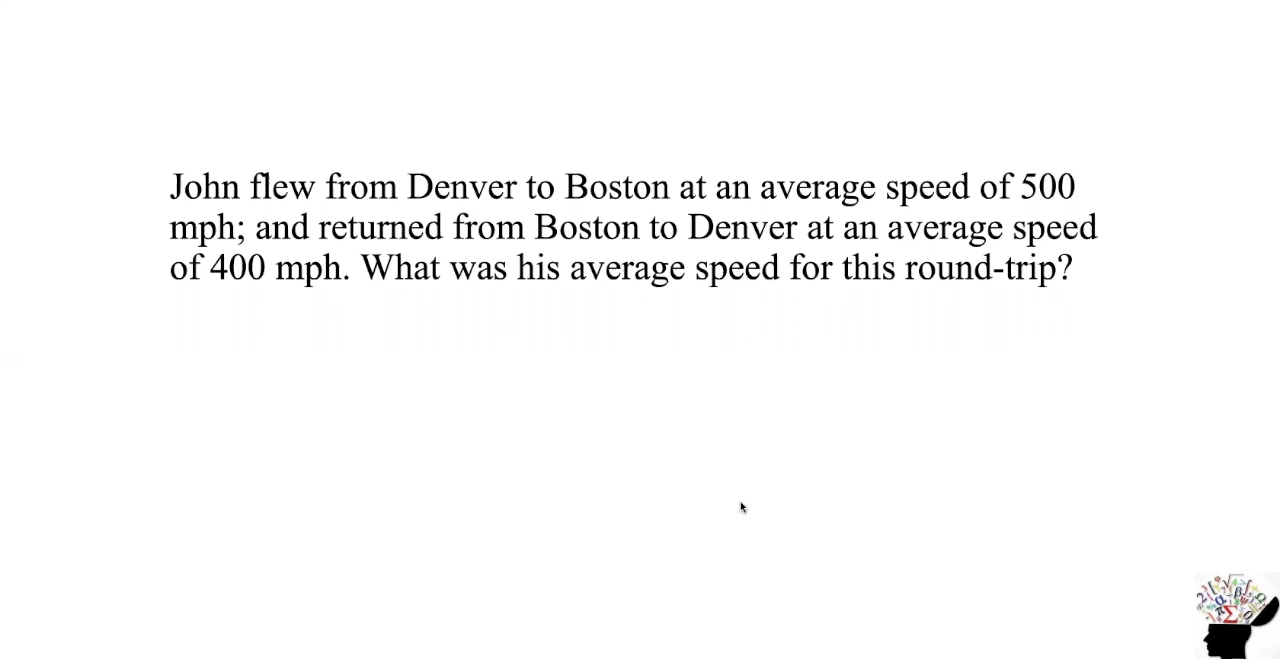 John flew from Denver to Boston at an average speed of 500
mph; and returned from Boston to Denver at an average speed
of 400 mph. What was his average speed for this round-trip?